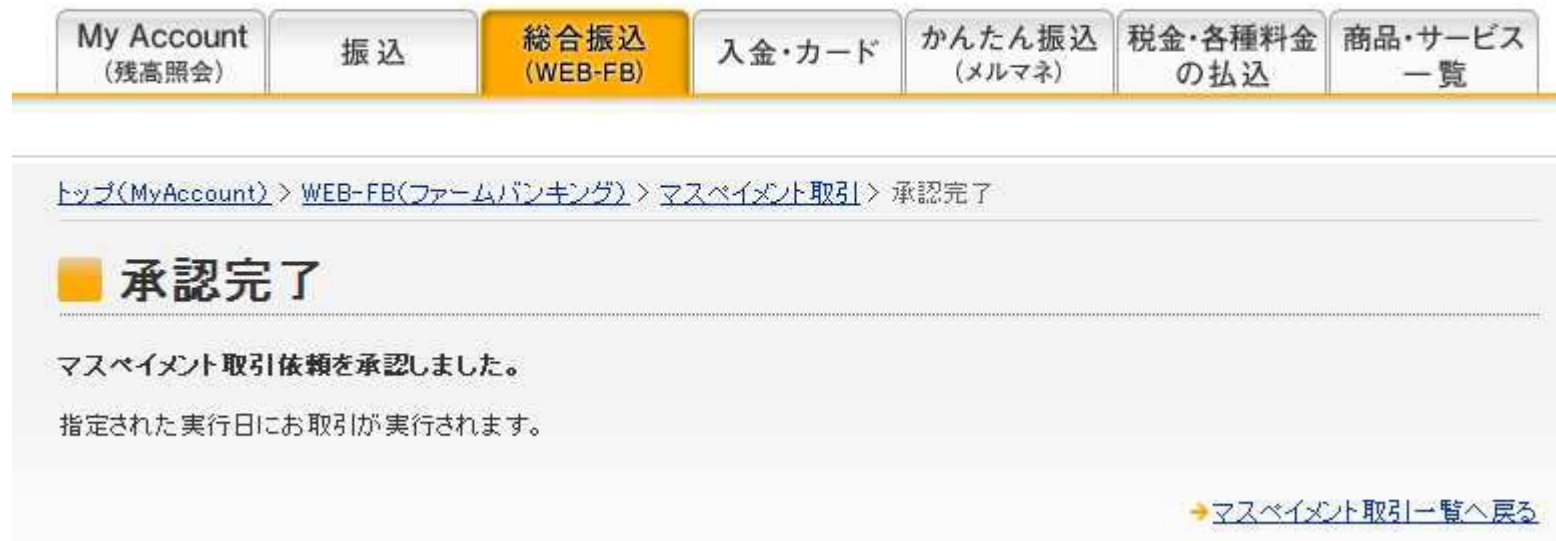 My Account
(残高照会)
振込
総合振込
(WEB-FB)
入金・カード
かんたん振込
(メルマネ)
税金・各種料金
の払込
商品・サービス
一覧
トップ(MyAccount) > WEB-FB(ファームバンキング) > マスペイメント取引 > 承認完了
承認完了
マスペイメント取引依頼を承認しました。
指定された実行日にお取引が実行されます。
→マスペイメント取引一覧へ戻る